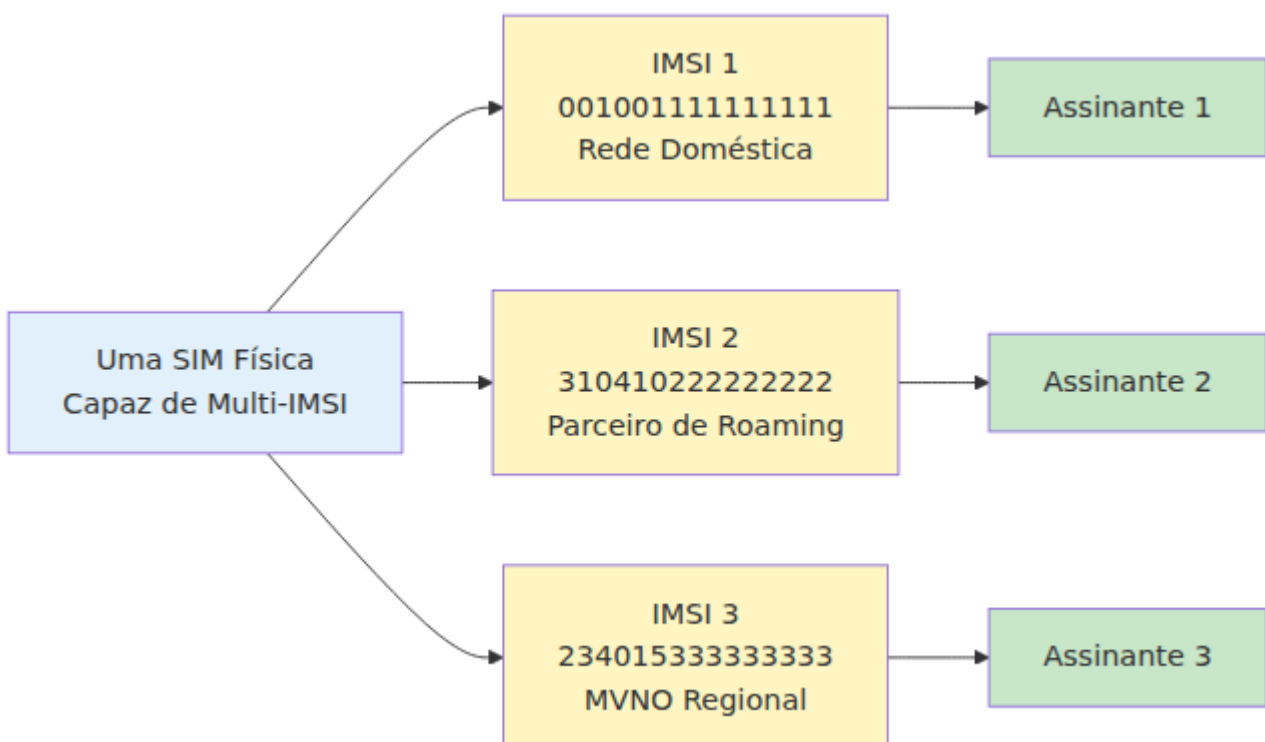 IMSI 1
001001111111111
Rede Doméstica
Assinante 1
Uma SIM Física
Capaz de Multi-IMSI
IMSI 2
310410222222222
Parceiro de Roaming
Assinante 2
IMSI 3
234015333333333
MVNO Regional
Assinante 3